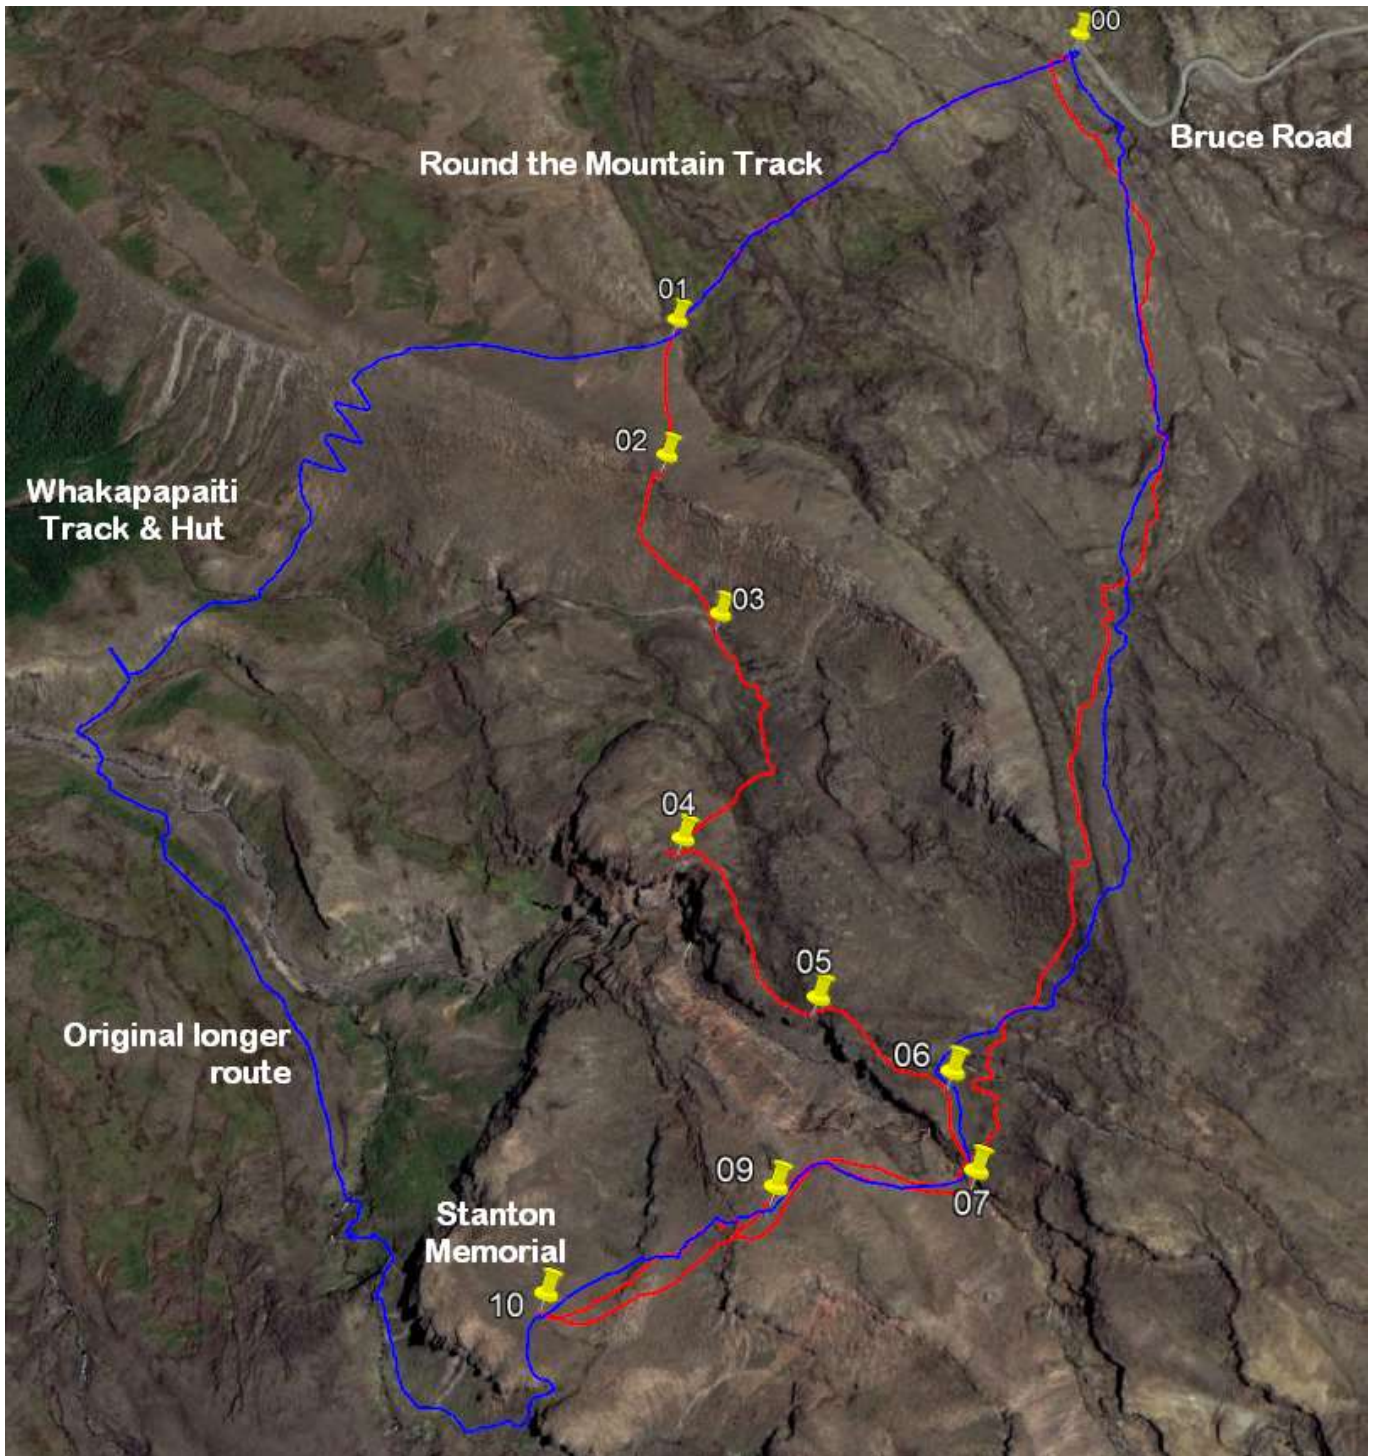 00
Bruce Road
Round the Mountain Track
01
02
Whakapapaiti
Track & Hut
03
04
05
Original longer
route
06
09
07
Stanton
Memorial
10